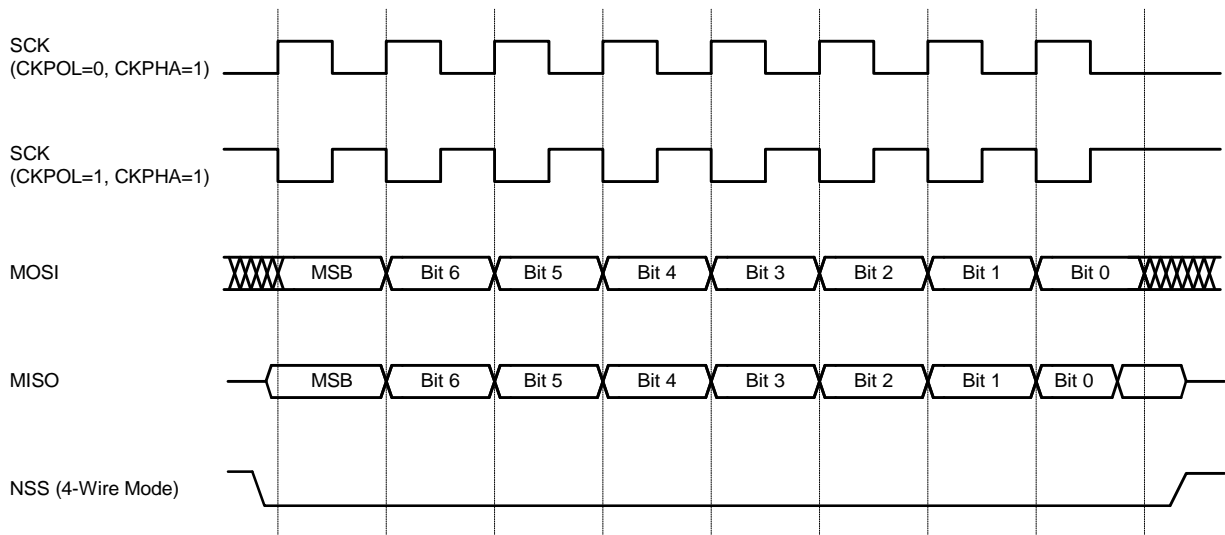 SCK
(CKPOL=0, CKPHA=1)
SCK
(CKPOL=1, CKPHA=1)
MOSI MSB Bit 6 Bit 5 Bit 4 Bit 3 Bit 2 Bit 1 Bit 0
MISO MSB Bit 6 Bit 5 Bit 4 Bit 3 Bit 2 Bit 1 Bit 0
NSS (4-Wire Mode)